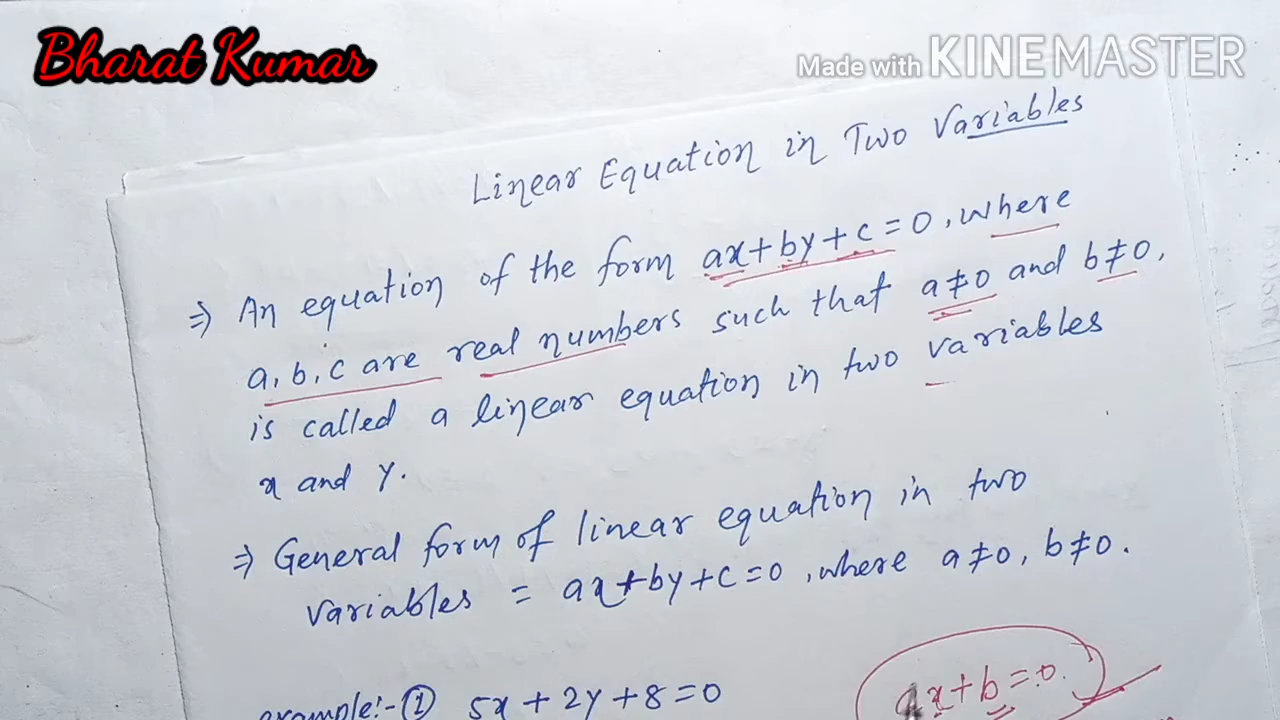 Bharat Kumar
Made with KINEMASTER
Linear Equation in Two Variables
⇒ An equation of the form ax+by+c=0, where
a, b, c are real numbers such that a≠0 and b≠0,
is called a linear equation in two variables
x and y.
⇒ General form of linear equation in two
variables = ax+by+c=0, where a≠0, b≠0.
ax+b=0.
example:- ① 5x+2y+8=0